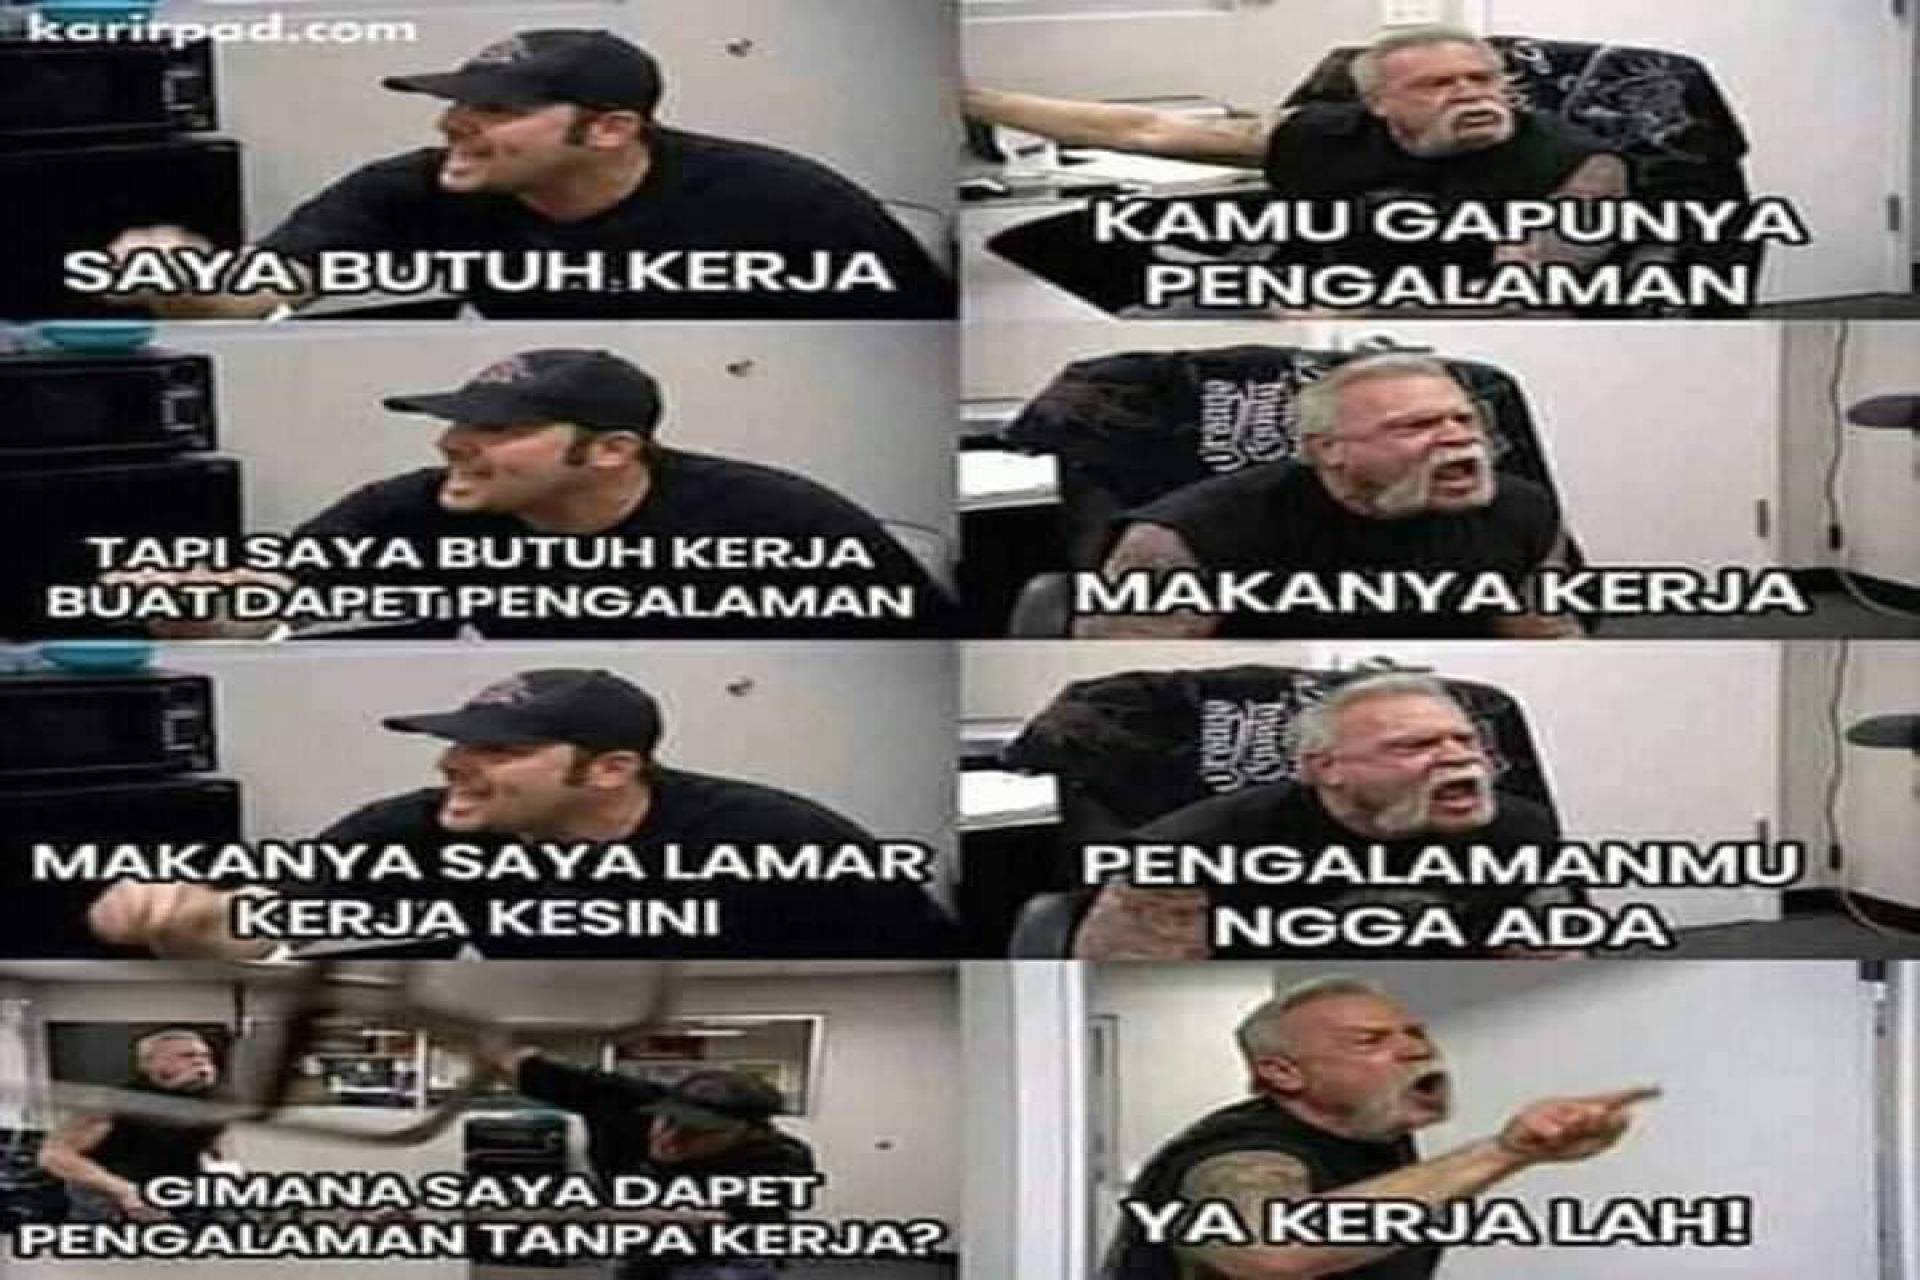 karirpad.com
SAYA BUTUH KERJA
KAMU GAPUNYA
PENGALAMAN
TAPI SAYA BUTUH KERJA
BUAT DAPET PENGALAMAN
MAKANYA KERJA
MAKANYA SAYA LAMAR
KERJA KESINI
PENGALAMANMU
NGGA ADA
GIMANA SAYA DAPET
PENGALAMAN TANPA KERJA?
YA KERJA LAH!